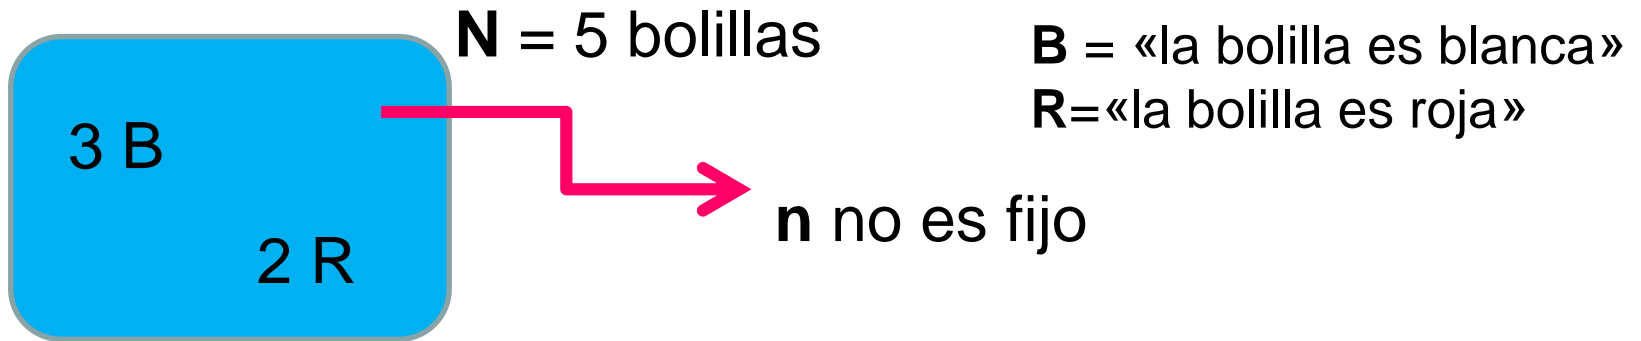 N = 5 bolillas
B = «la bolilla es blanca»
R=«la bolilla es roja»
3 B
n no es fijo
2 R